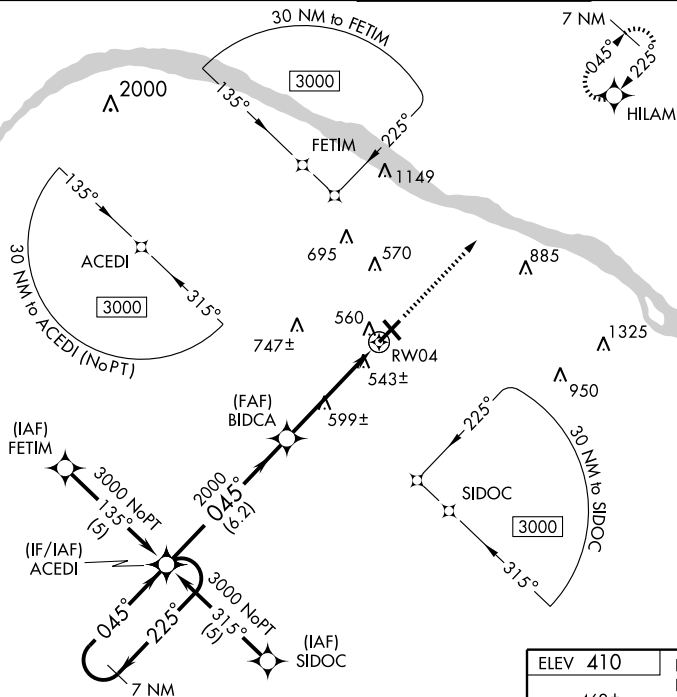 30 NM to FETIM
3000
135°
225°
FETIM
7 NM
045°
225°
HILAM
2000
1149
135°
ACEDI
315°
3000
30 NM to ACEDI (NoPT)
695
570
885
747±
560
RW04
543±
1325
950
599±
(FAF)
BIDCA
225°
30 NM to SIDOC
SIDOC
3000
315°
(IAF)
FETIM
3000 NoPT
135°
(5)
2000
045°
(6.2)
(IF/IAF)
ACEDI
3000 NoPT
315°
(5)
045°
225°
(IAF)
SIDOC
7 NM
ELEV 410